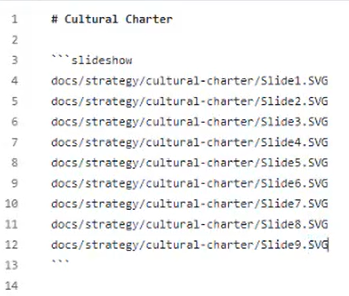 1 # Cultural Charter
2
3 ```slideshow
4 docs/strategy/cultural-charter/Slide1.SVG
5 docs/strategy/cultural-charter/Slide2.SVG
6 docs/strategy/cultural-charter/Slide3.SVG
7 docs/strategy/cultural-charter/Slide4.SVG
8 docs/strategy/cultural-charter/Slide5.SVG
9 docs/strategy/cultural-charter/Slide6.SVG
10 docs/strategy/cultural-charter/Slide7.SVG
11 docs/strategy/cultural-charter/Slide8.SVG
12 docs/strategy/cultural-charter/Slide9.SVG
13 ```
14